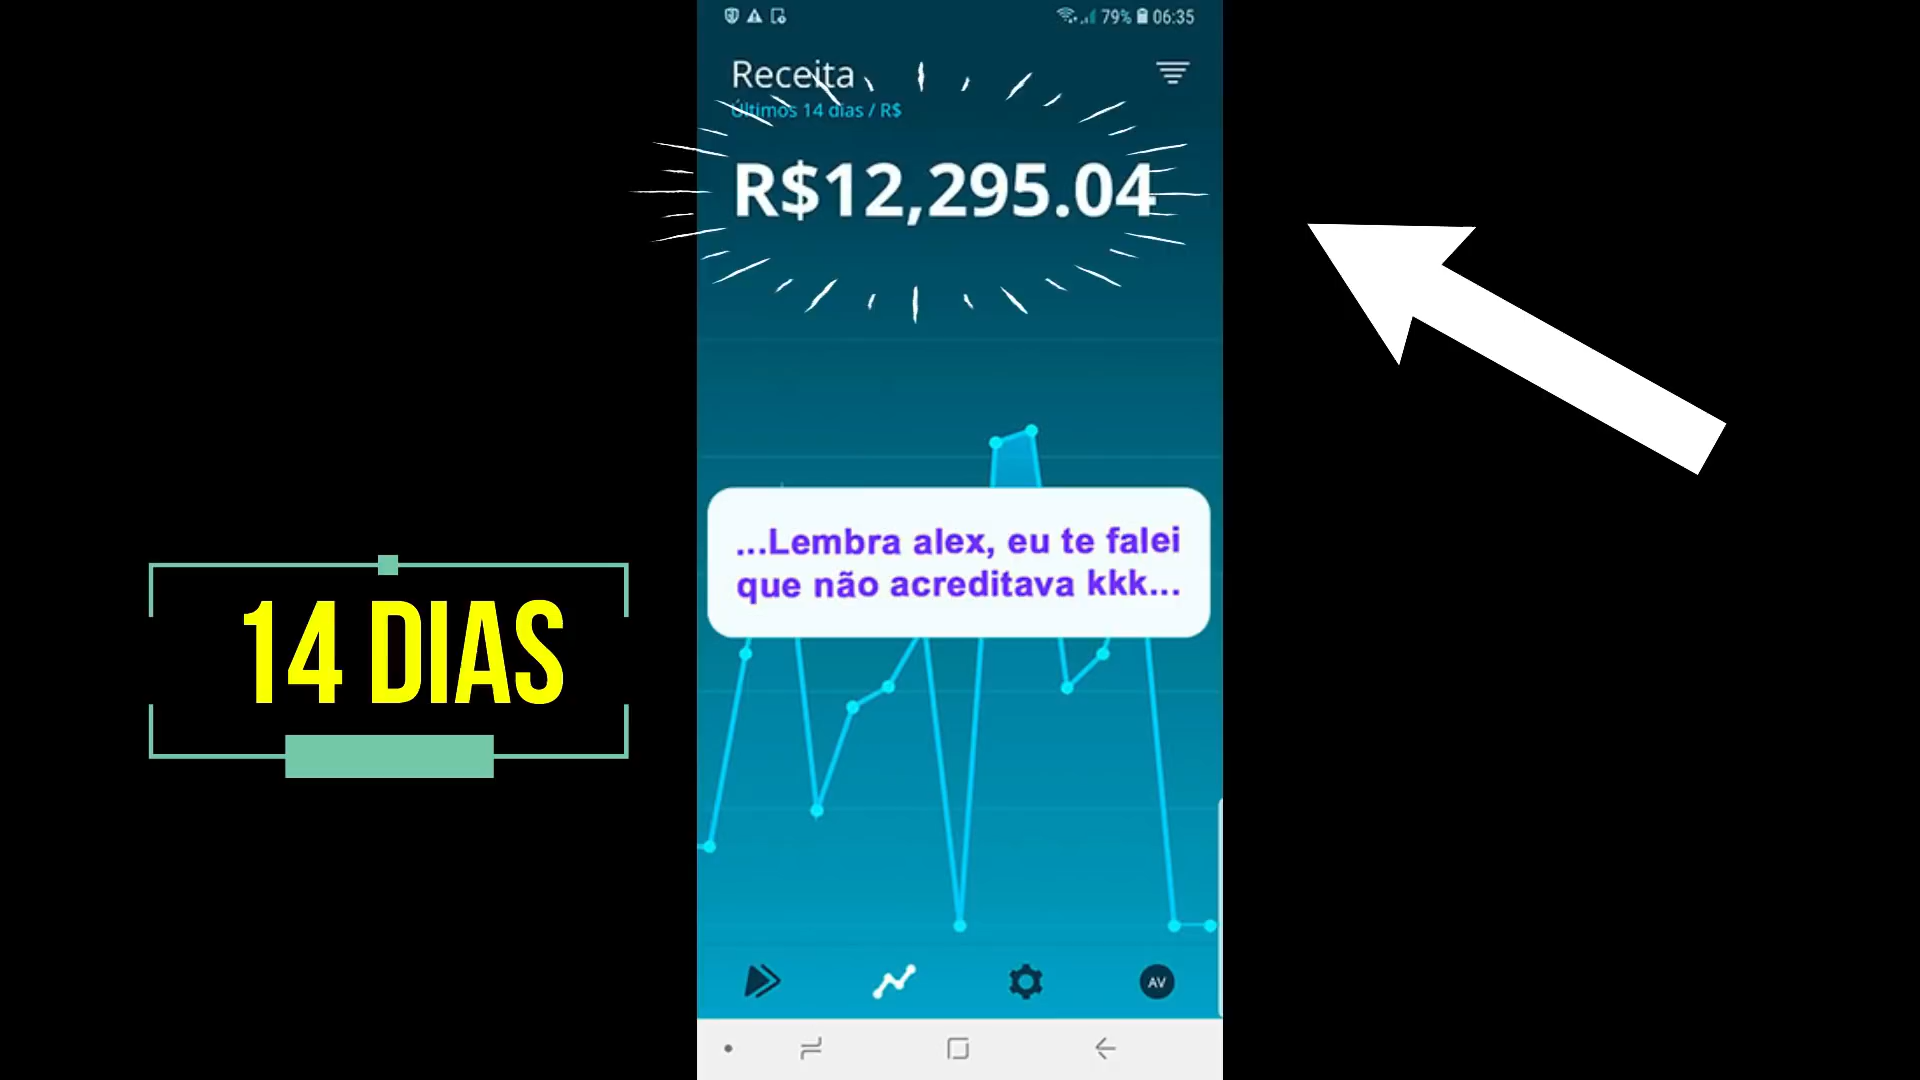 79% 06:35
Receita
Últimos 14 dias / R$
R$12,295.04
...Lembra alex, eu te falei
que não acreditava kkk...
14 DIAS
AV